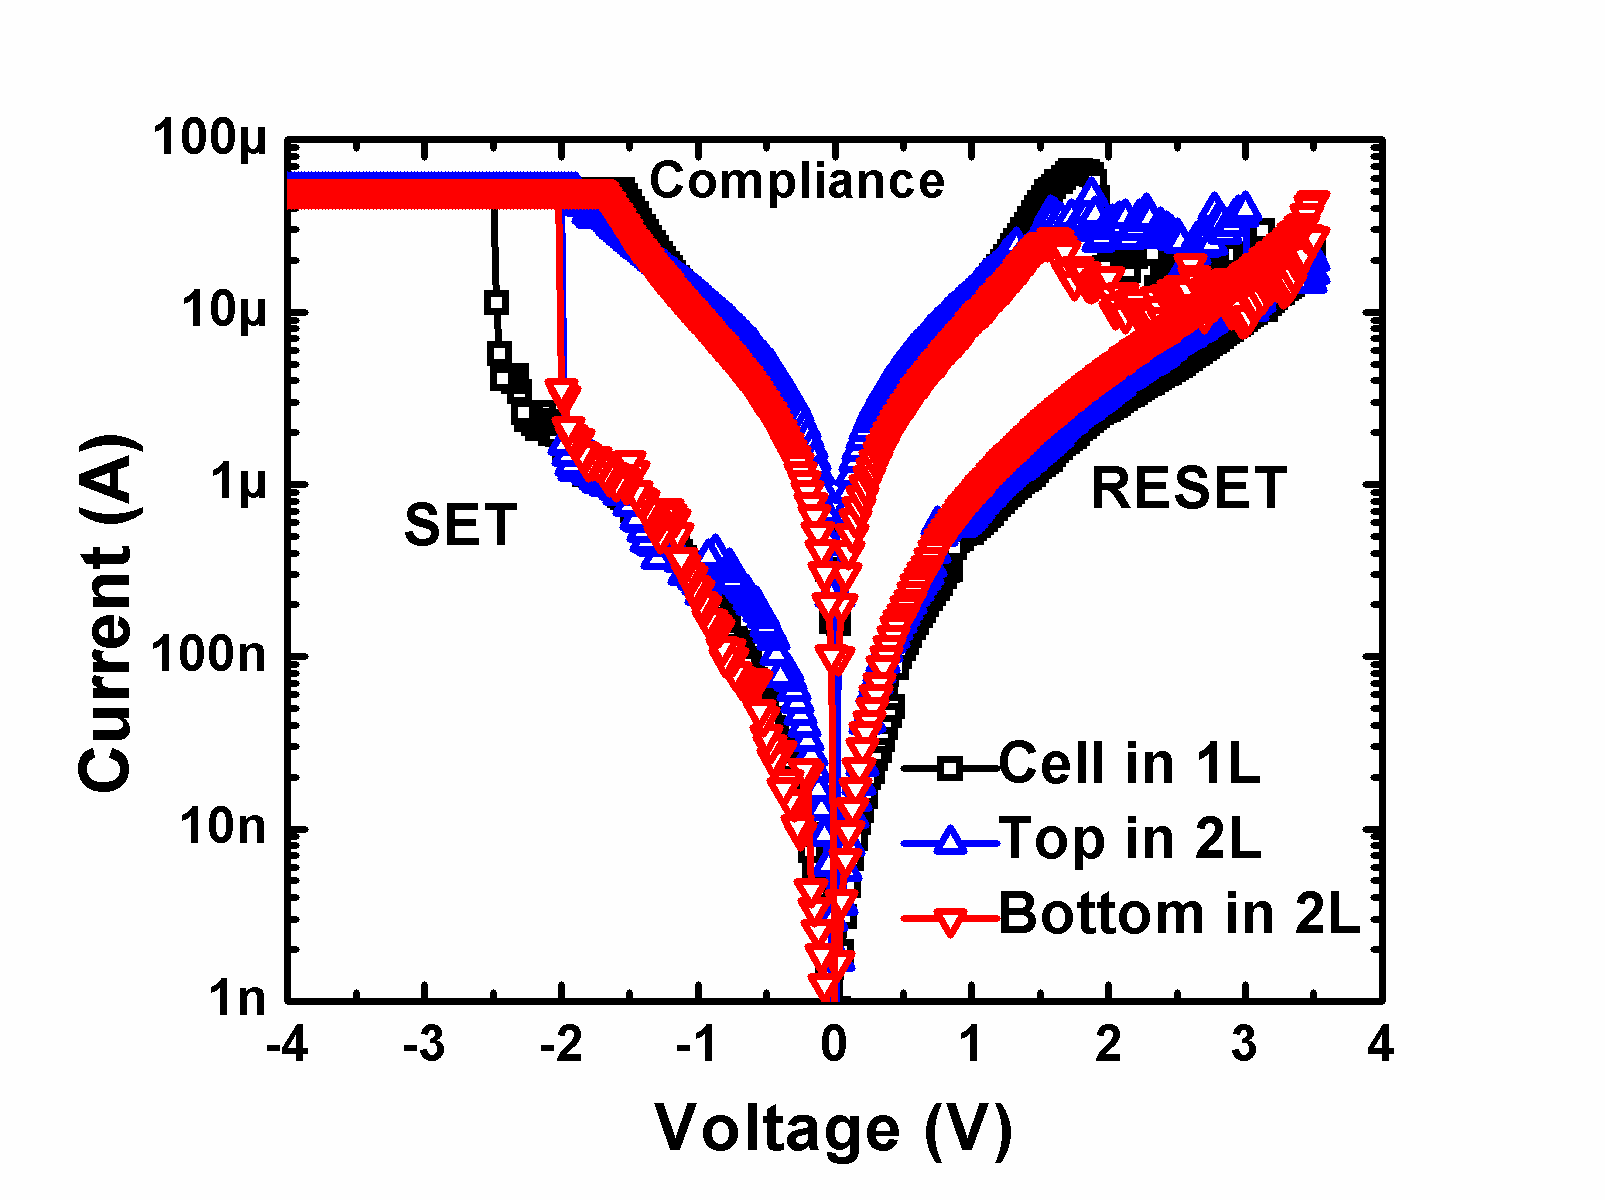 100µ
10µ
1µ
100n
10n
1n
Current (A)
Compliance
SET
RESET
Cell in 1L
Top in 2L
Bottom in 2L
-4 -3 -2 -1 0 1 2 3 4
Voltage (V)